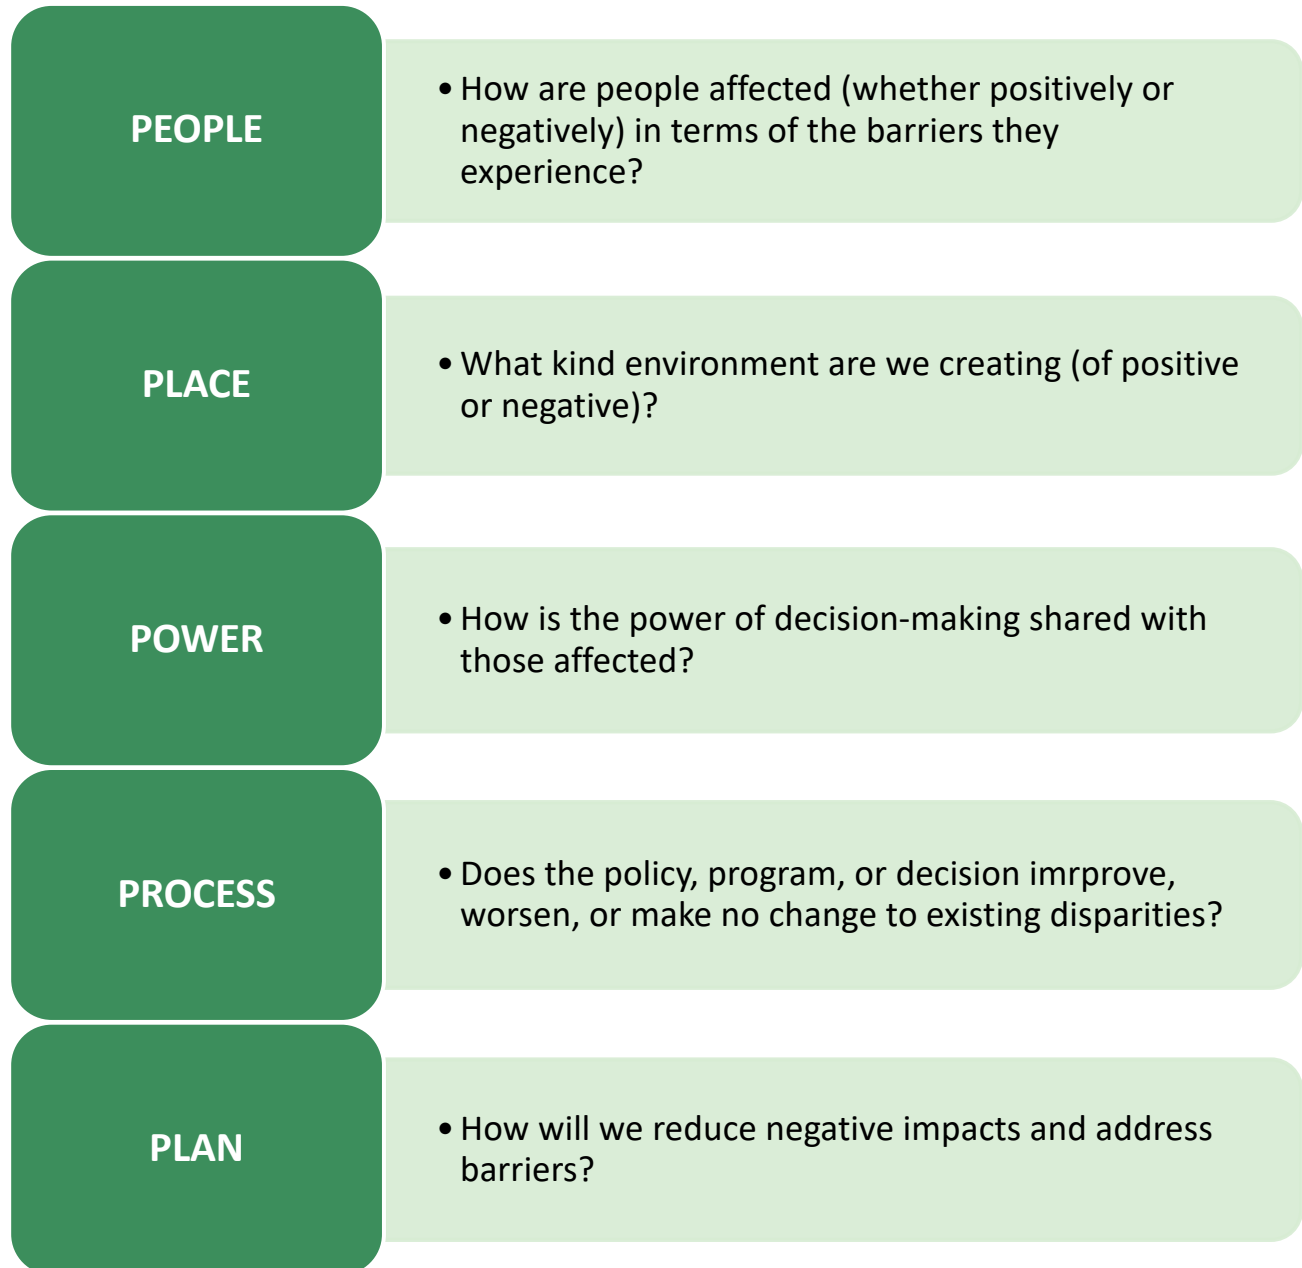 PEOPLE
• How are people affected (whether positively or
negatively) in terms of the barriers they
experience?
PLACE
• What kind environment are we creating (of positive
or negative)?
POWER
• How is the power of decision-making shared with
those affected?
PROCESS
• Does the policy, program, or decision imrprove,
worsen, or make no change to existing disparities?
PLAN
• How will we reduce negative impacts and address
barriers?